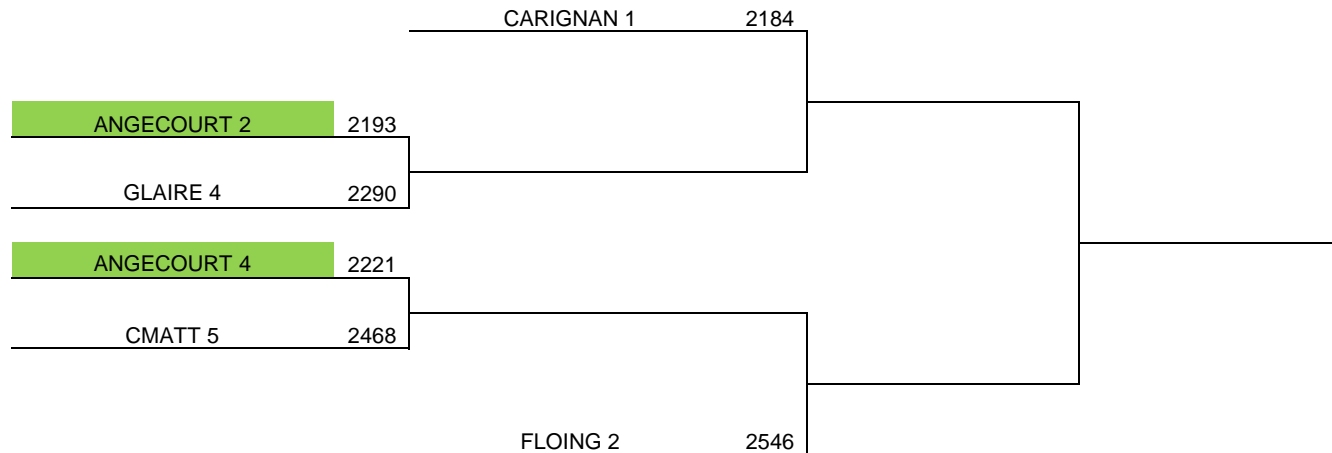 CARIGNAN 1 2184
ANGECOURT 2 2193
GLAIRE 4 2290
ANGECOURT 4 2221
CMATT 5 2468
FLOING 2 2546